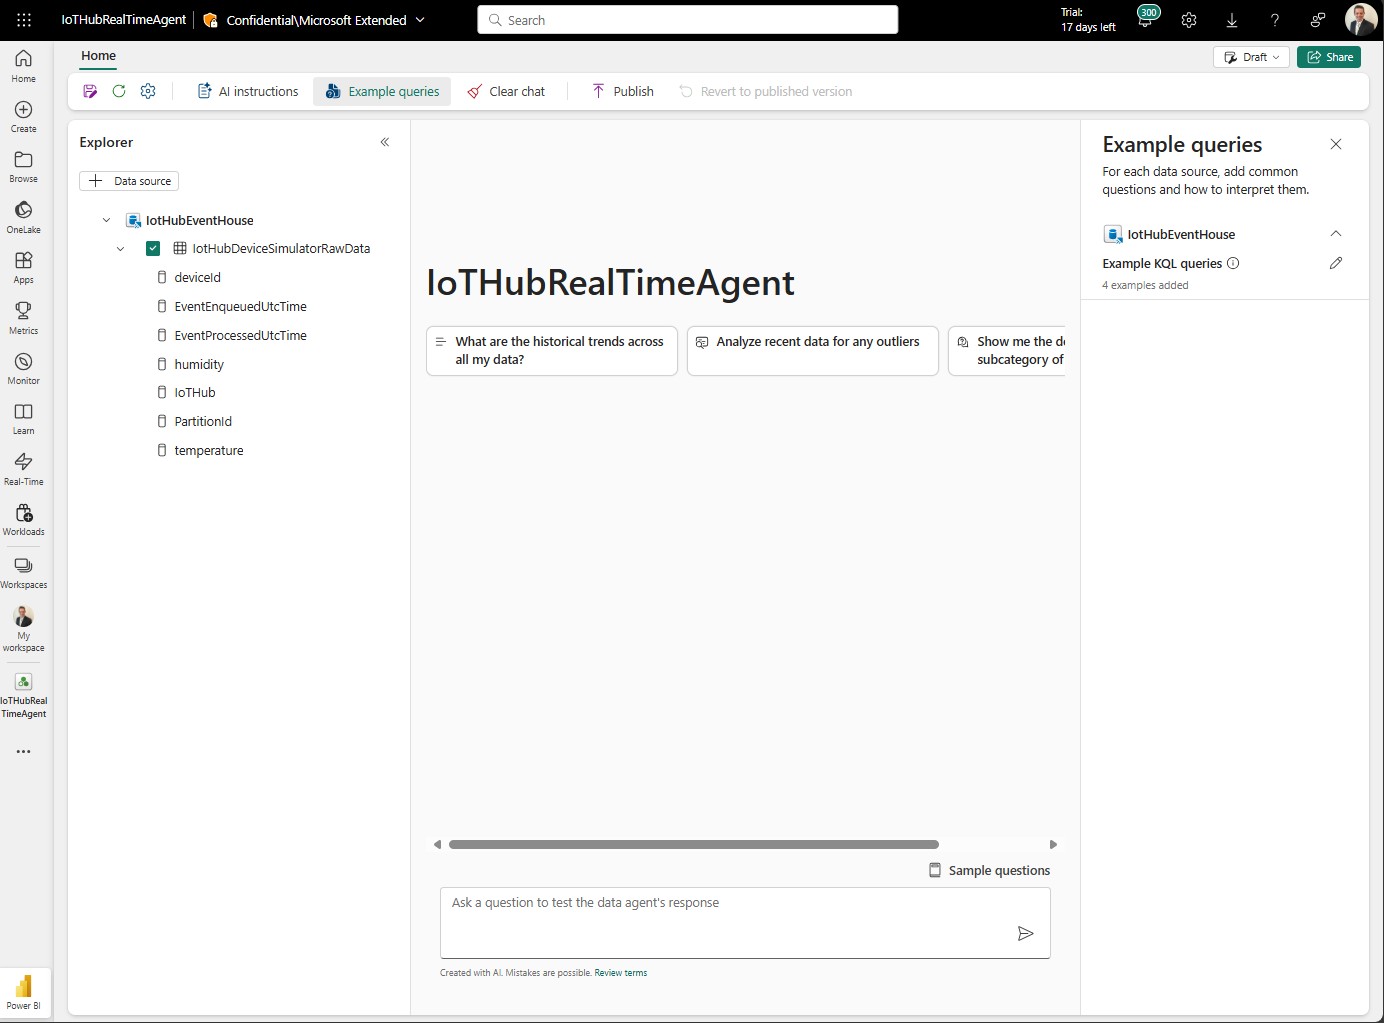 IoTHubRealTimeAgent
Confidential\Microsoft Extended
Search
Trial:
17 days left
300
Home
Create
Browse
OneLake
Apps
Metrics
Monitor
Learn
Real-Time
Workloads
Workspaces
My
workspace
IoTHubReal
TimeAgent
Power BI
Home
Draft
Share
AI instructions
Example queries
Clear chat
Publish
Revert to published version
Explorer
Data source
IotHubEventHouse
IotHubDeviceSimulatorRawData
deviceId
EventEnqueuedUtcTime
EventProcessedUtcTime
humidity
IoTHub
PartitionId
temperature
IoTHubRealTimeAgent
What are the historical trends across
all my data?
Analyze recent data for any outliers
Show me the de
subcategory of
Sample questions
Ask a question to test the data agent's response
Created with AI. Mistakes are possible. Review terms
Example queries
For each data source, add common
questions and how to interpret them.
IotHubEventHouse
Example KQL queries
4 examples added